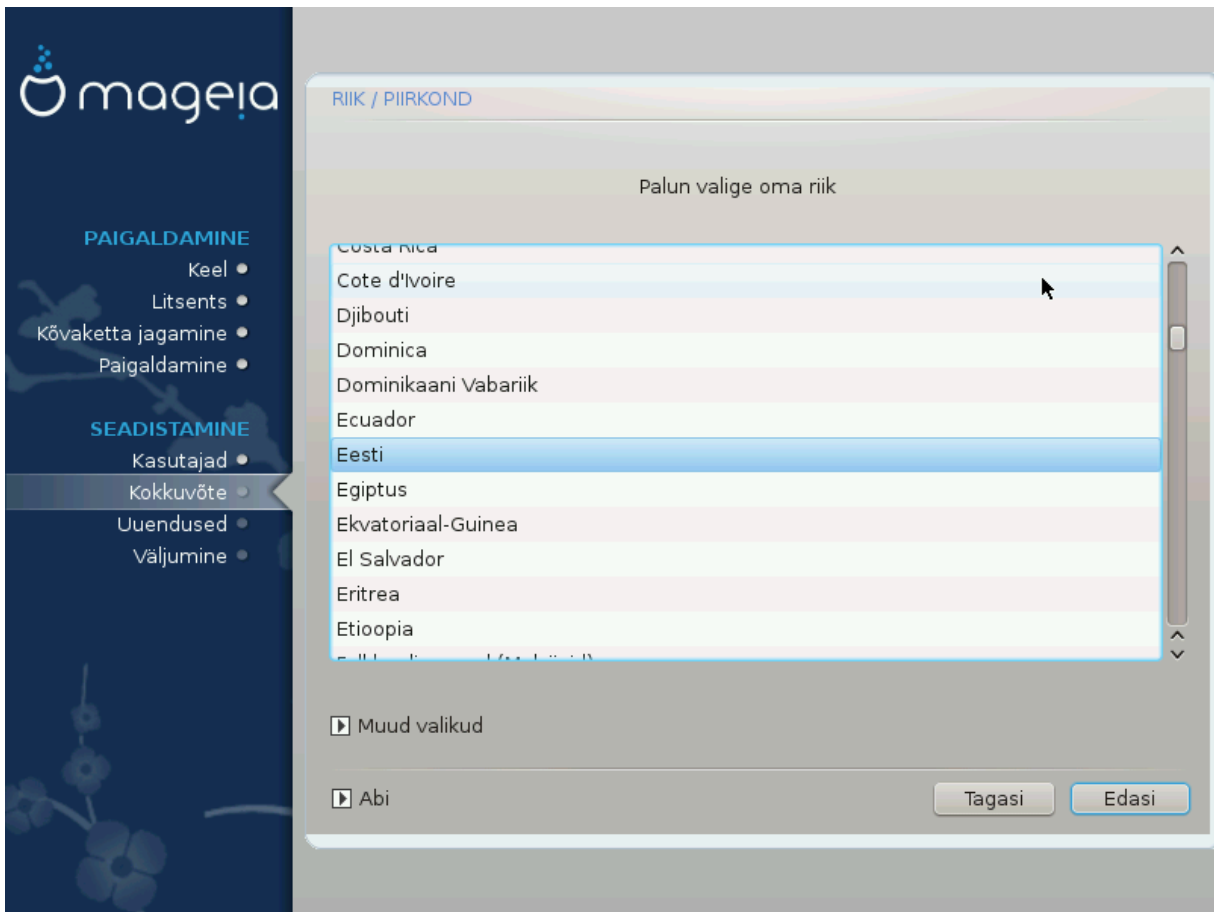 mageia
PAIGALDAMINE
Keel
Litsents
Kõvaketta jagamine
Paigaldamine
SEADISTAMINE
Kasutajad
Kokkuvõte
Uuendused
Väljumine
RIIK / PIIRKOND
Palun valige oma riik
Costa Rica
Cote d'Ivoire
Djibouti
Dominica
Dominikaani Vabariik
Ecuador
Eesti
Egiptus
Ekvatoriaal-Guinea
El Salvador
Eritrea
Etioopia
Muud valikud
Abi
Tagasi
Edasi